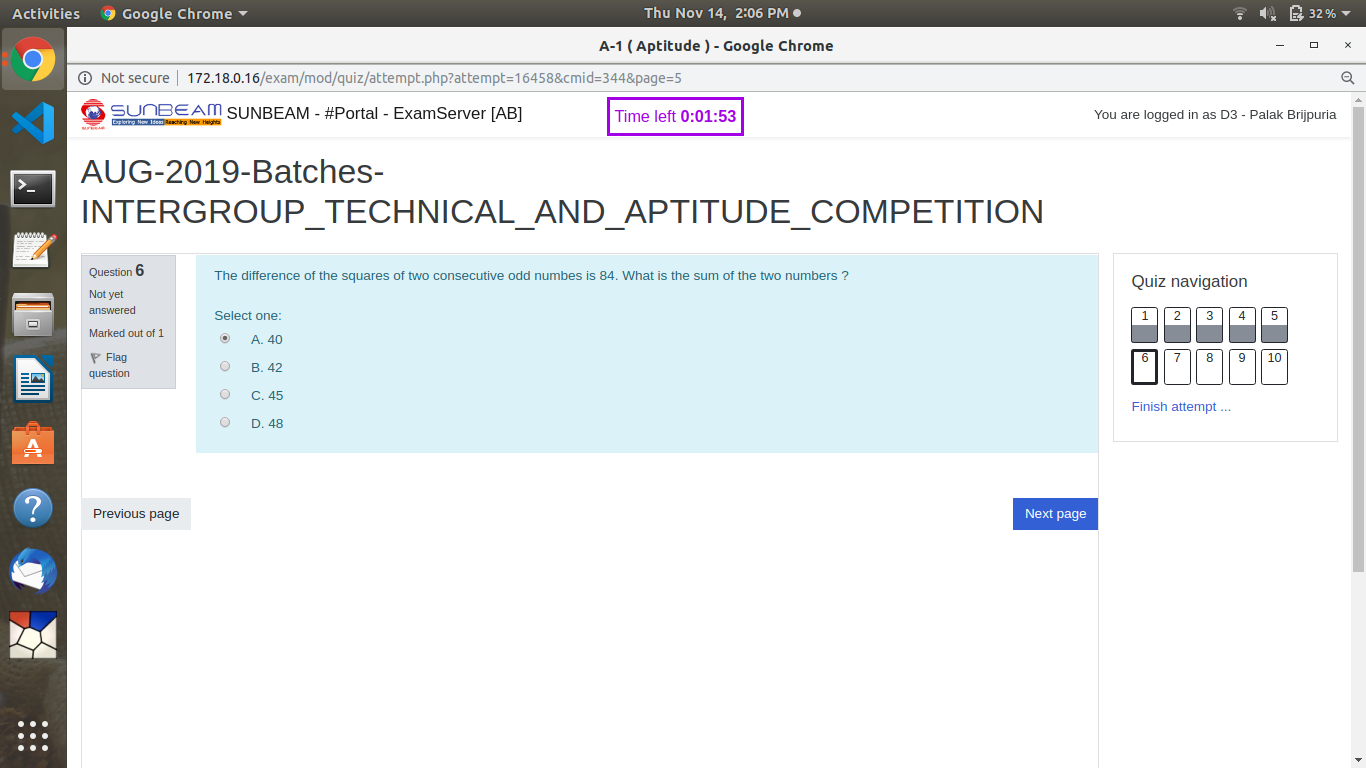 Activities Google Chrome Thu Nov 14, 2:06 PM 32%
A-1 ( Aptitude ) - Google Chrome
Not secure 172.18.0.16/exam/mod/quiz/attempt.php?attempt=16458&cmid=344&page=5
SUNBEAM
SUNBEAM
Exploring New Ideas Reaching New Heights
SUNBEAM - #Portal - ExamServer [AB]
Time left 0:01:53
You are logged in as D3 - Palak Brijpuria
AUG-2019-Batches-
INTERGROUP_TECHNICAL_AND_APTITUDE_COMPETITION
Question 6
Not yet
answered
Marked out of 1
Flag
question
The difference of the squares of two consecutive odd numbes is 84. What is the sum of the two numbers ?
Select one:
A. 40
B. 42
C. 45
D. 48
Previous page
Next page
Quiz navigation
1 2 3 4 5
6 7 8 9 10
Finish attempt ...